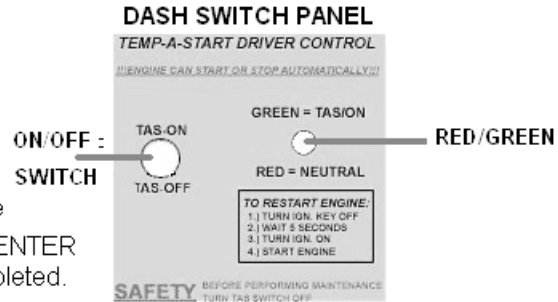 DASH SWITCH PANEL
TEMP-A-START DRIVER CONTROL
!!!ENGINE CAN START OR STOP AUTOMATICALLY!!!
GREEN = TAS/ON
TAS-ON
ON/OFF :
SWITCH
RED/GREEN
TAS-OFF
RED = NEUTRAL
TO RESTART ENGINE:
1.) TURN IGN. KEY OFF
2.) WAIT 5 SECONDS
3.) TURN IGN. ON
4.) START ENGINE
e
ENTER
pleted.
SAFETY BEFORE PERFORMING MAINTENANCE
TURN TAS SWITCH OFF